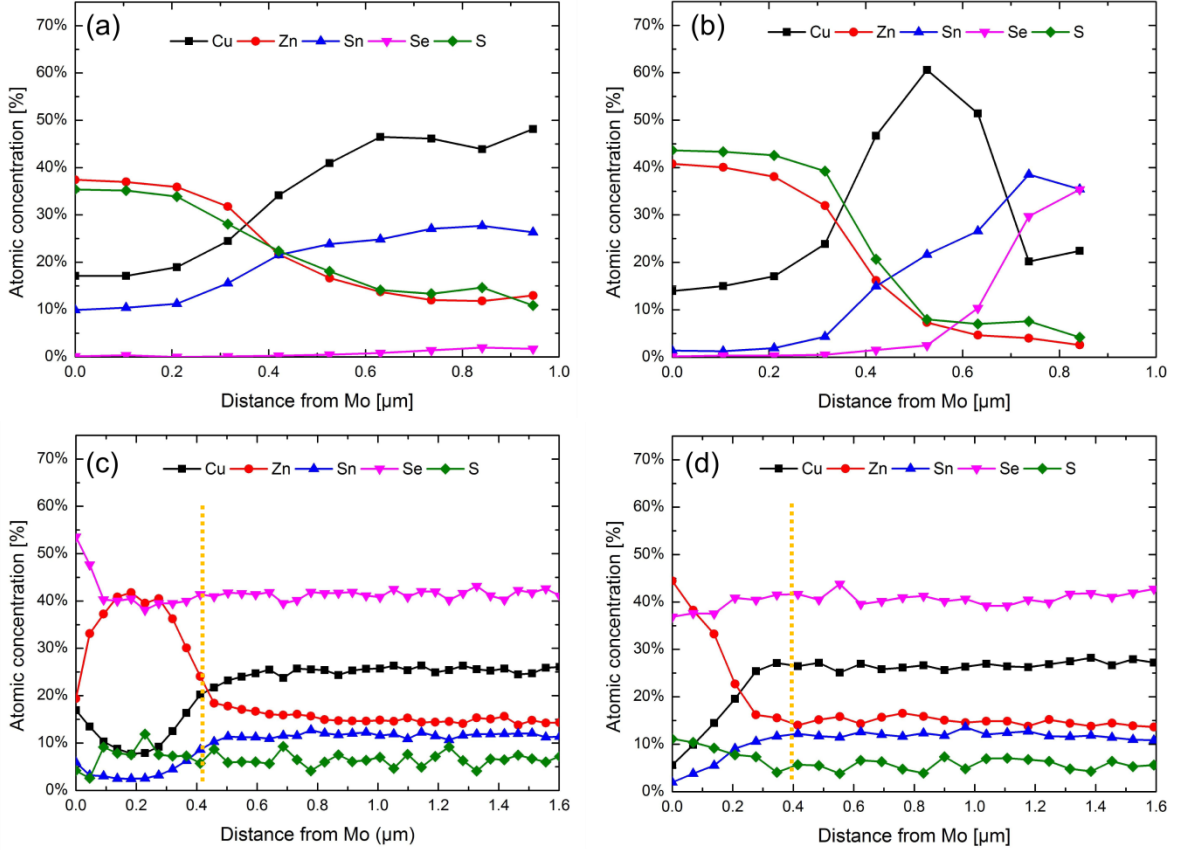 (a)
Cu Zn Sn Se S
70%
60%
50%
40%
30%
20%
10%
0%
Atomic concentration [%]
0.0 0.2 0.4 0.6 0.8 1.0
Distance from Mo [µm]
(b)
Cu Zn Sn Se S
70%
60%
50%
40%
30%
20%
10%
0%
Atomic concentration [%]
0.0 0.2 0.4 0.6 0.8 1.0
Distance from Mo [µm]
(c)
Cu Zn Sn Se S
70%
60%
50%
40%
30%
20%
10%
0%
Atomic concentration [%]
0.0 0.2 0.4 0.6 0.8 1.0 1.2 1.4 1.6
Distance from Mo (µm)
(d)
Cu Zn Sn Se S
70%
60%
50%
40%
30%
20%
10%
0%
Atomic concentration [%]
0.0 0.2 0.4 0.6 0.8 1.0 1.2 1.4 1.6
Distance from Mo [µm]